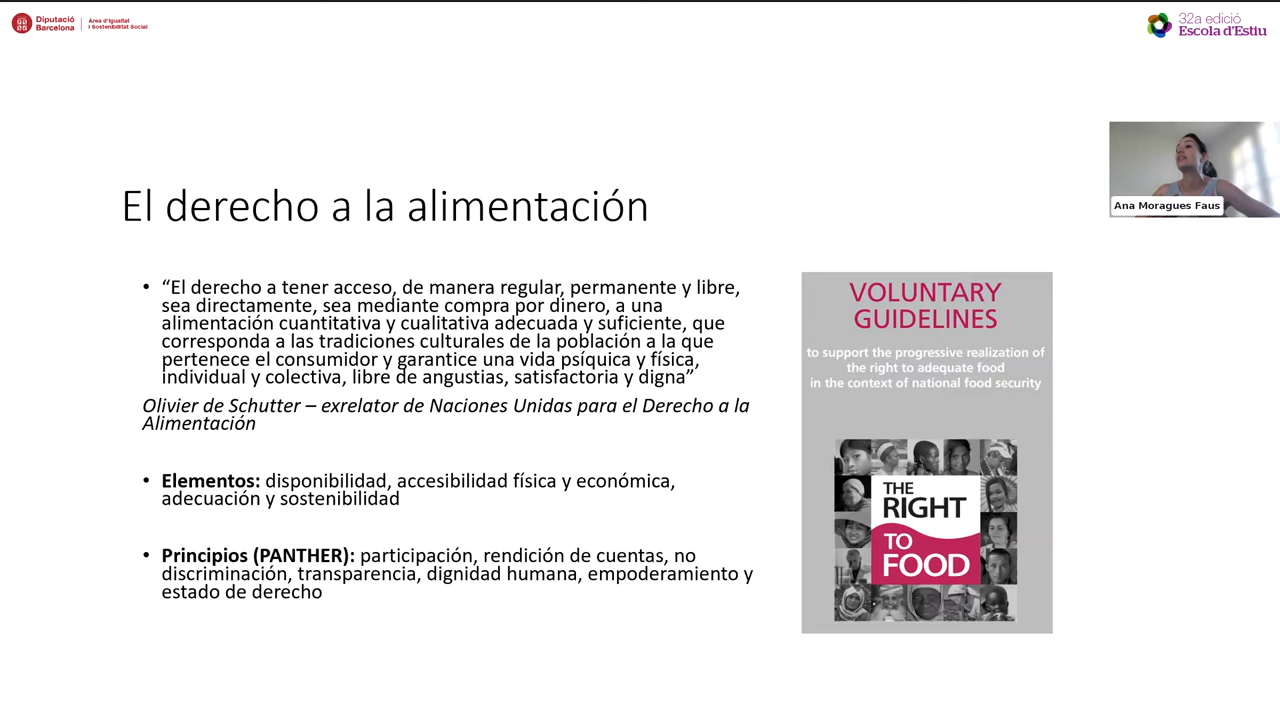 Diputació
Barcelona
Àrea d'Igualtat
i Sostenibilitat Social
32a edició
Escola d'Estiu
Ana Moragues Faus
El derecho a la alimentación
• “El derecho a tener acceso, de manera regular, permanente y libre,
sea directamente, sea mediante compra por dinero, a una
alimentación cuantitativa y cualitativa adecuada y suficiente, que
corresponda a las tradiciones culturales de la población a la que
pertenece el consumidor y garantice una vida psíquica y física,
individual y colectiva, libre de angustias, satisfactoria y digna”
Olivier de Schutter – exrelator de Naciones Unidas para el Derecho a la
Alimentación
• Elementos: disponibilidad, accesibilidad física y económica,
adecuación y sostenibilidad
• Principios (PANTHER): participación, rendición de cuentas, no
discriminación, transparencia, dignidad humana, empoderamiento y
estado de derecho
VOLUNTARY
GUIDELINES
to support the progressive realization of
the right to adequate food
in the context of national food security
THE
RIGHT
TO
FOOD